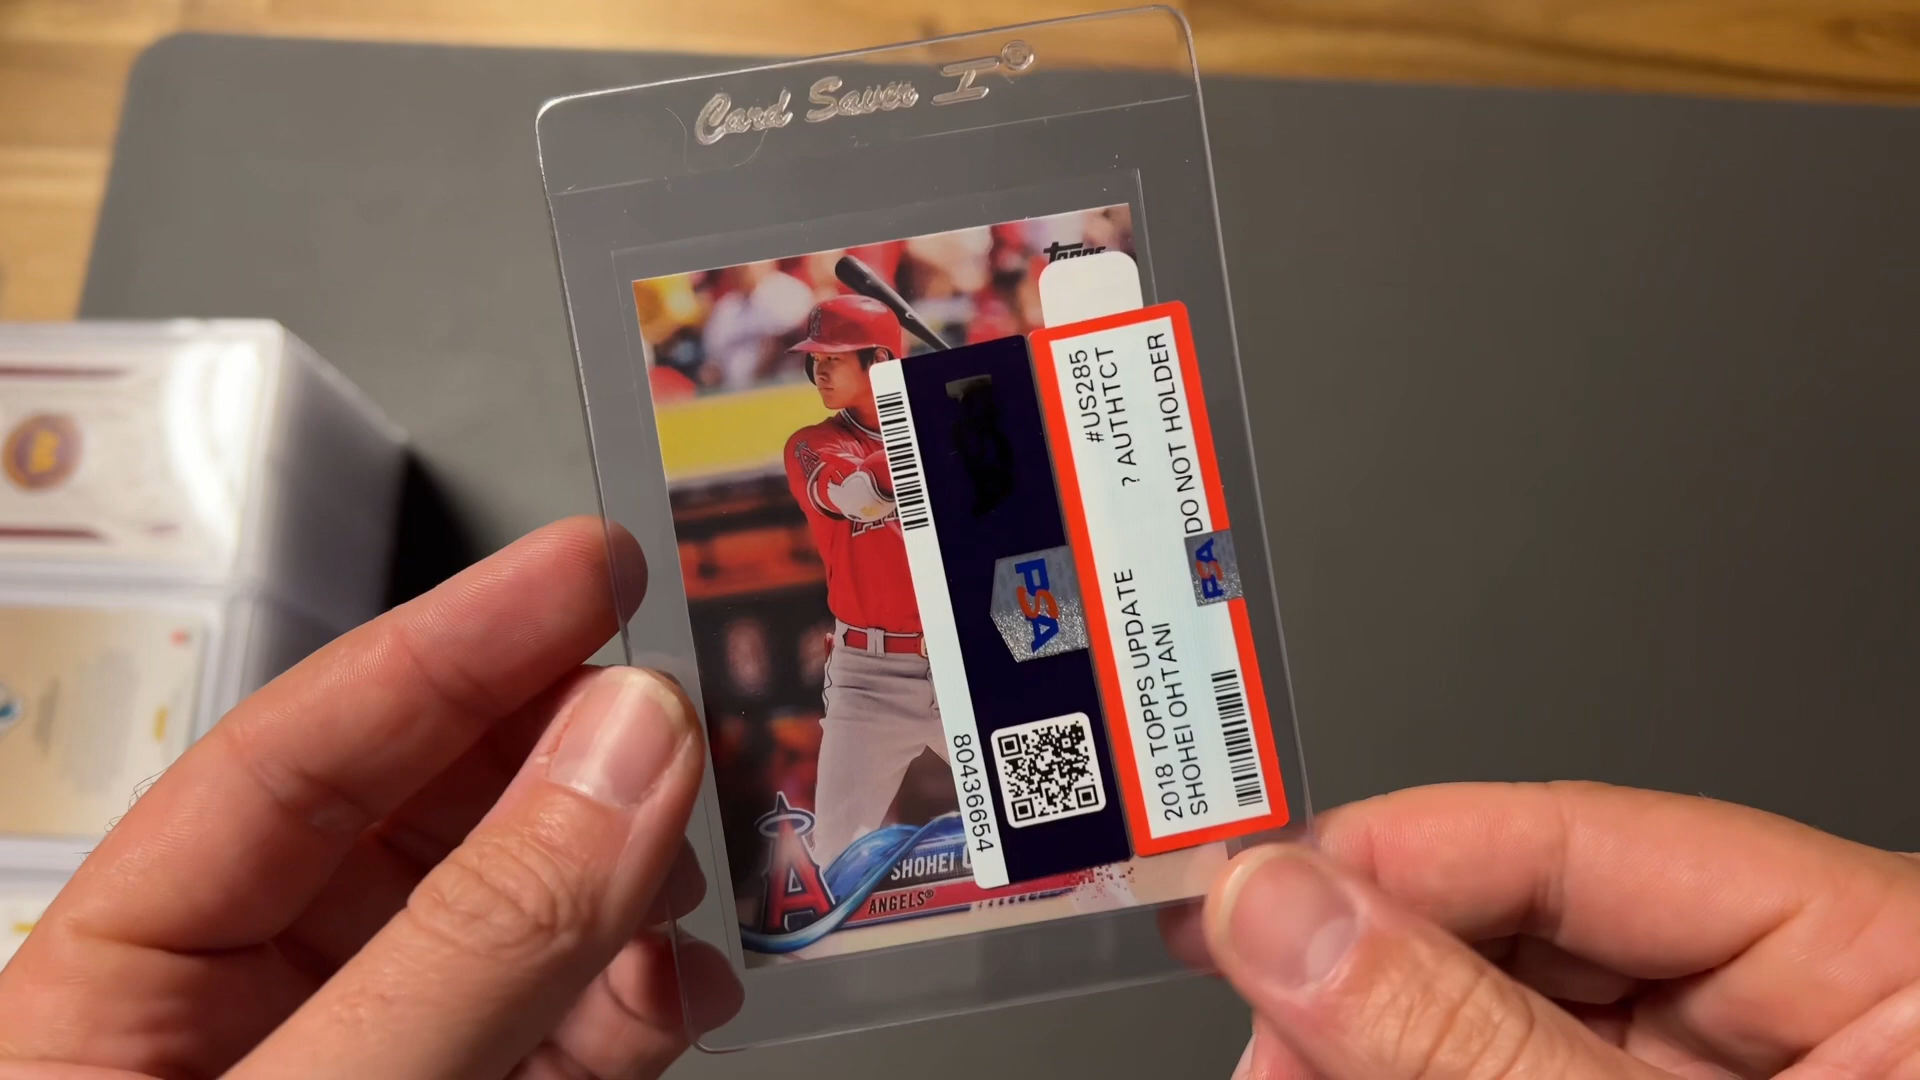 Card Saver I®
Topps
#US285
? AUTHTCT
DO NOT HOLDER
2018 TOPPS UPDATE
SHOHEI OHTANI
PSA
PSA
80436654
SHOHEI
ANGELS®